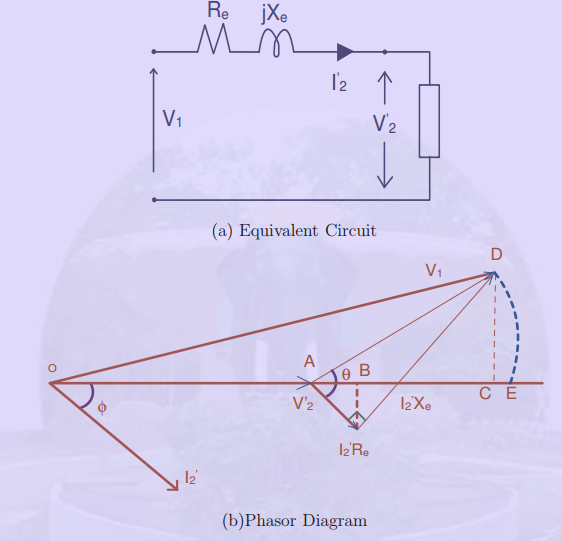 Rₑ jXₑ
I'₂
V₁
V'₂
(a) Equivalent Circuit
D
V₁
O
A
θ B
C E
V'₂
ϕ
I₂'Xₑ
I₂'Rₑ
I₂'
(b)Phasor Diagram